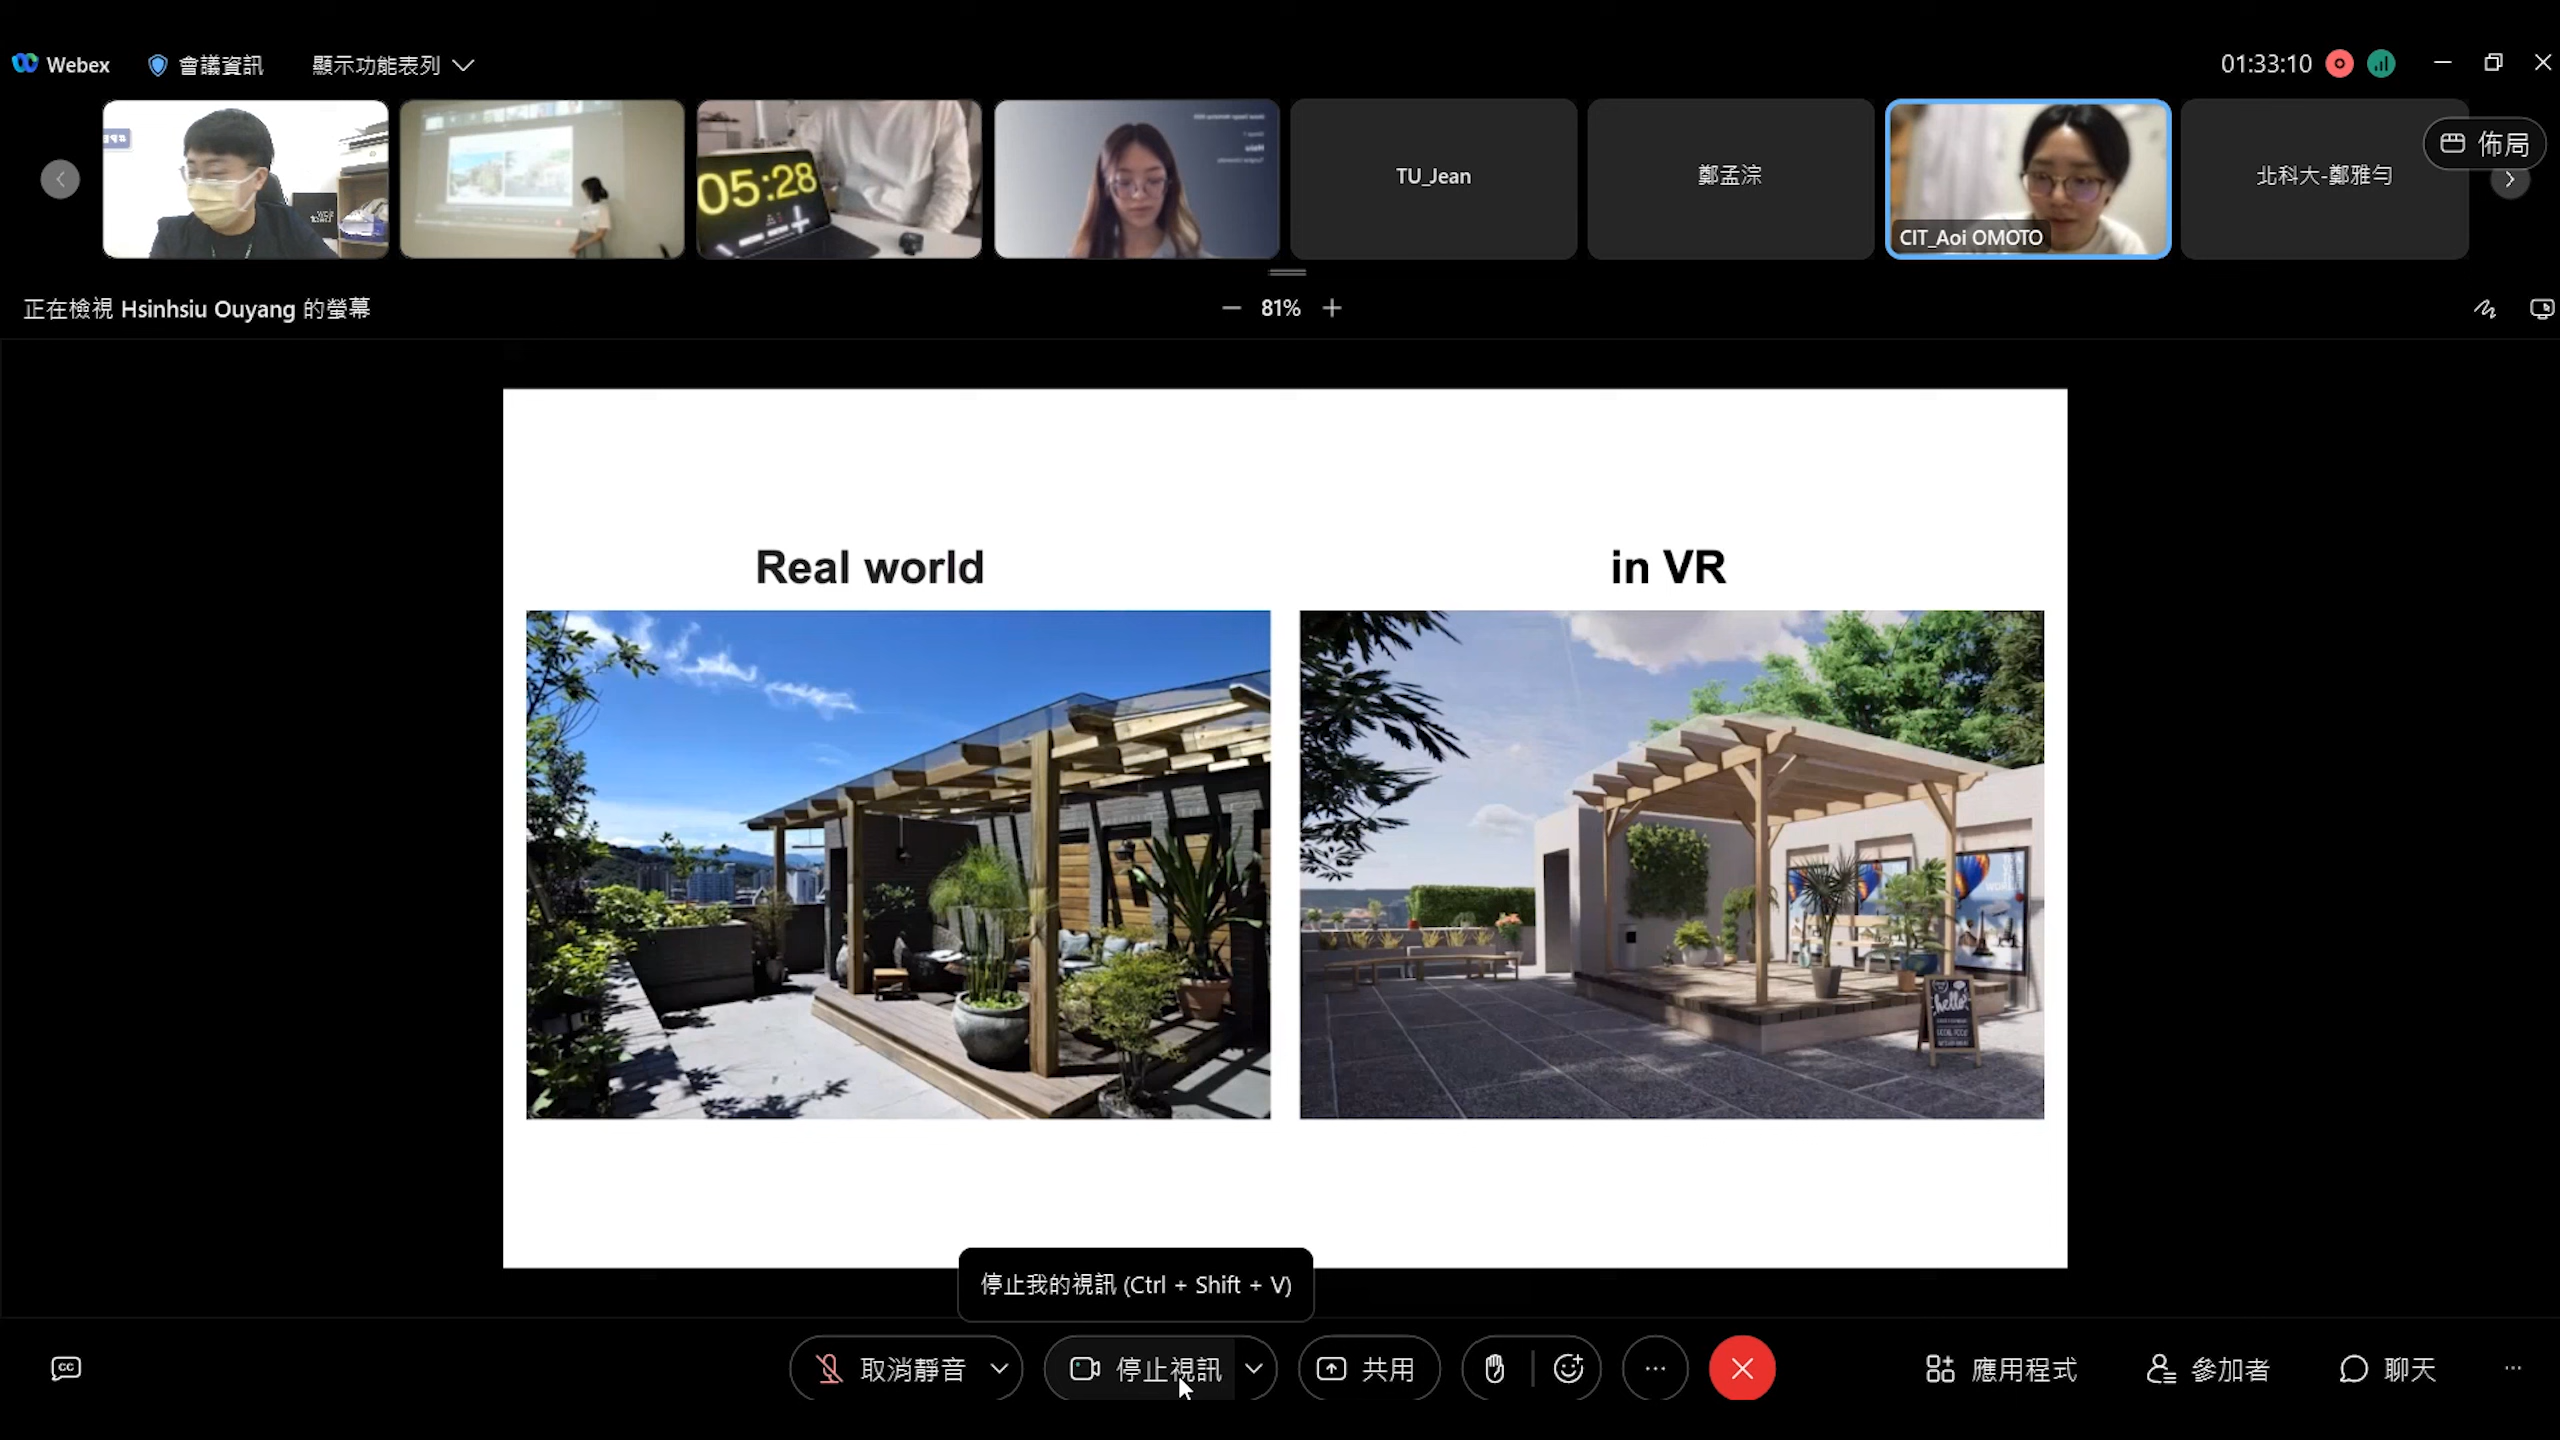 Webex
會議資訊
顯示功能表列
01:33:10
05:28
TU_Jean
鄭孟淙
CIT_Aoi OMOTO
北科大-鄭雅勻
佈局
正在檢視 Hsinhsiu Ouyang 的螢幕
81%
Real world
in VR
hello!
停止我的視訊 (Ctrl + Shift + V)
取消靜音
停止視訊
共用
應用程式
參加者
聊天